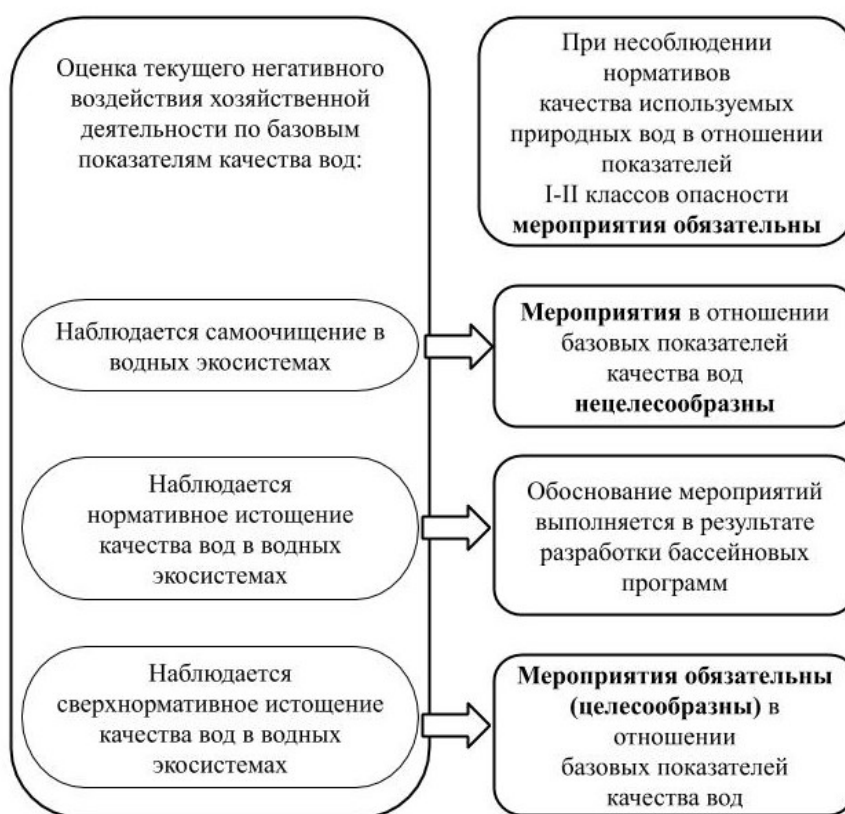 Оценка текущего негативного
воздействия хозяйственной
деятельности по базовым
показателям качества вод:
При несоблюдении
нормативов
качества используемых
природных вод в отношении
показателей
I-II классов опасности
мероприятия обязательны
Наблюдается самоочищение в
водных экосистемах
Мероприятия в отношении
базовых показателей
качества вод
нецелесообразны
Наблюдается
нормативное истощение
качества вод в водных
экосистемах
Обоснование мероприятий
выполняется в результате
разработки бассейновых
программ
Наблюдается
сверхнормативное истощение
качества вод в водных
экосистемах
Мероприятия обязательны
(целесообразны) в
отношении
базовых показателей
качества вод